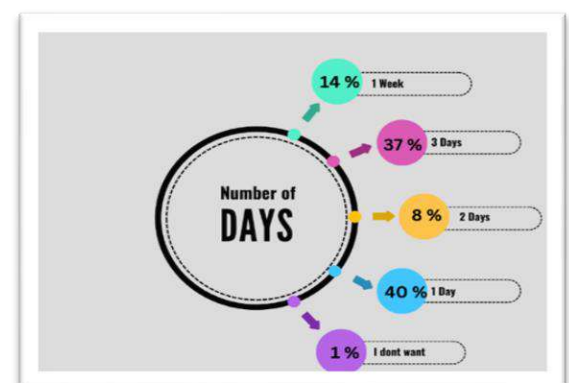 14 % 1 Week
37 % 3 Days
Number of
DAYS
8 % 2 Days
40 % 1 Day
1 % I dont want